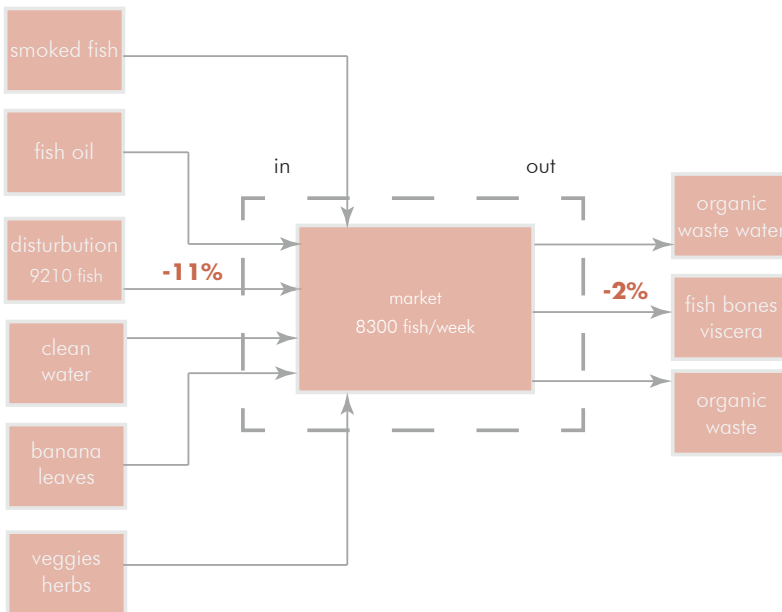 smoked fish
fish oil
in
out
disturbution
9210 fish
-11%
clean
water
banana
leaves
veggies
herbs
market
8300 fish/week
-2%
organic
waste water
fish bones
viscera
organic
waste